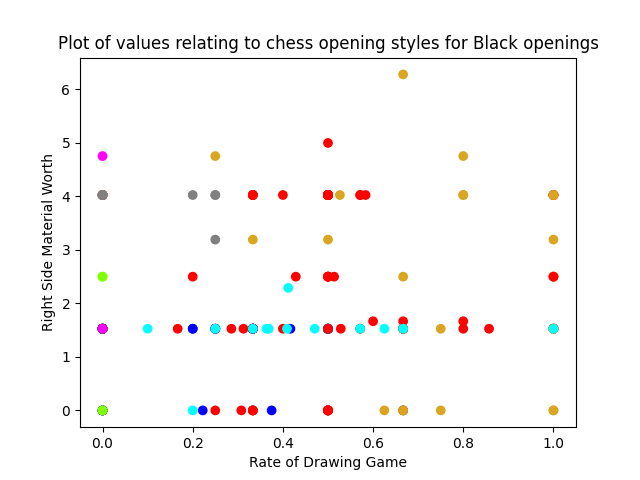 Plot of values relating to chess opening styles for Black openings
6
5
4
3
2
1
0
Right Side Material Worth
0.0 0.2 0.4 0.6 0.8 1.0
Rate of Drawing Game